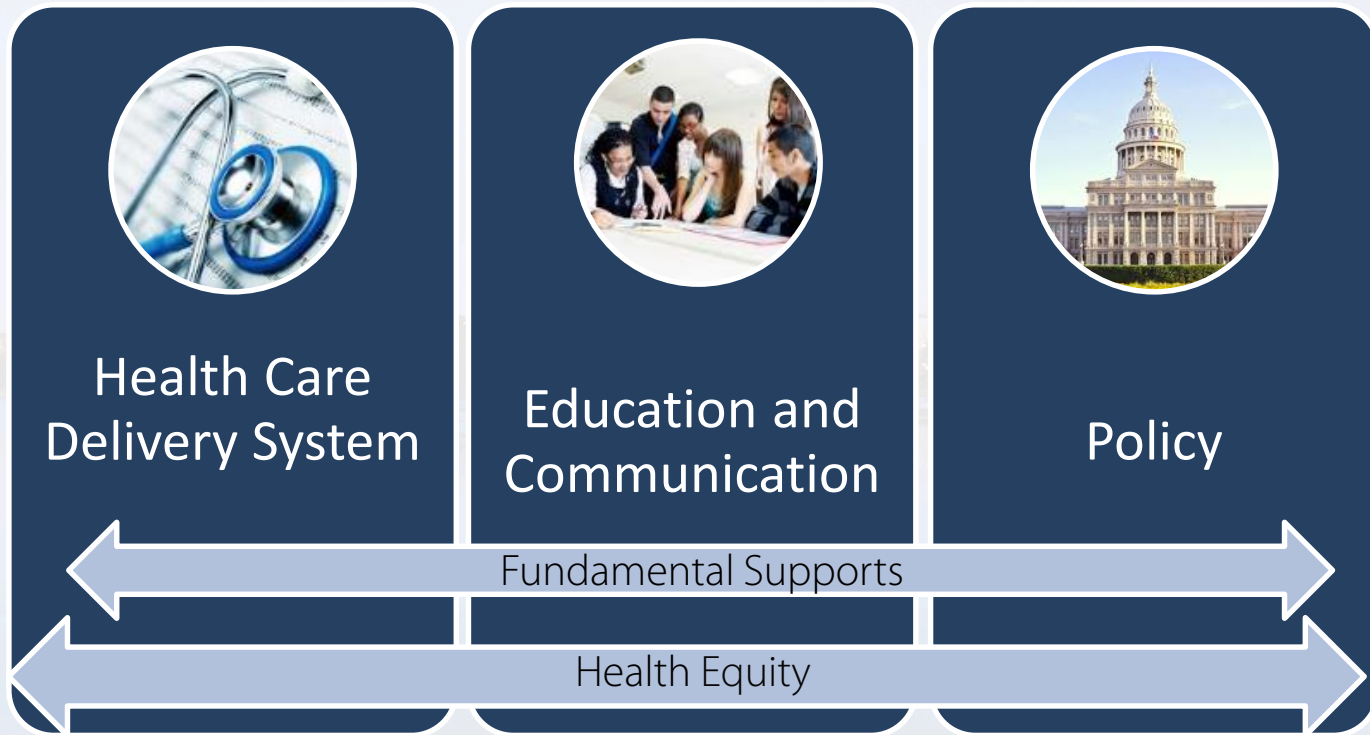 Health Care
Delivery System
Education and
Communication
Policy
Fundamental Supports
Health Equity